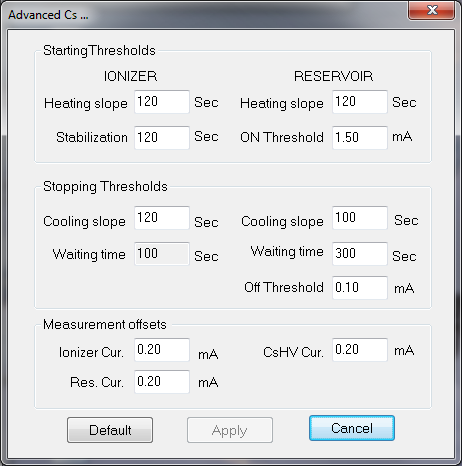 Advanced Cs ...
StartingThresholds
IONIZER RESERVOIR
Heating slope 120 Sec Heating slope 120 Sec
Stabilization 120 Sec ON Threshold 1.50 mA
Stopping Thresholds
Cooling slope 120 Sec Cooling slope 100 Sec
Waiting time 100 Sec Waiting time 300 Sec
Off Threshold 0.10 mA
Measurement offsets
Ionizer Cur. 0.20 mA CsHV Cur. 0.20 mA
Res. Cur. 0.20 mA
Default Apply Cancel